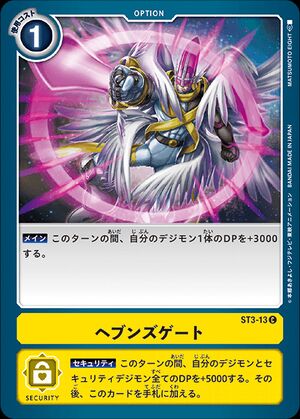 OPTION
使用コスト
1
MATSUMOTO EIGHT
BANDAI MADE IN JAPAN
©本郷あきよし・フジテレビ・東映アニメーション
メイン このターンの間、自分のデジモン1体のDPを+3000
する。
ST3-13 C
ヘブンズゲート
セキュリティ このターンの間、自分のデジモンとセ
キュリティデジモン全てのDPを+5000する。その
後、このカードを手札に加える。
SECURITY